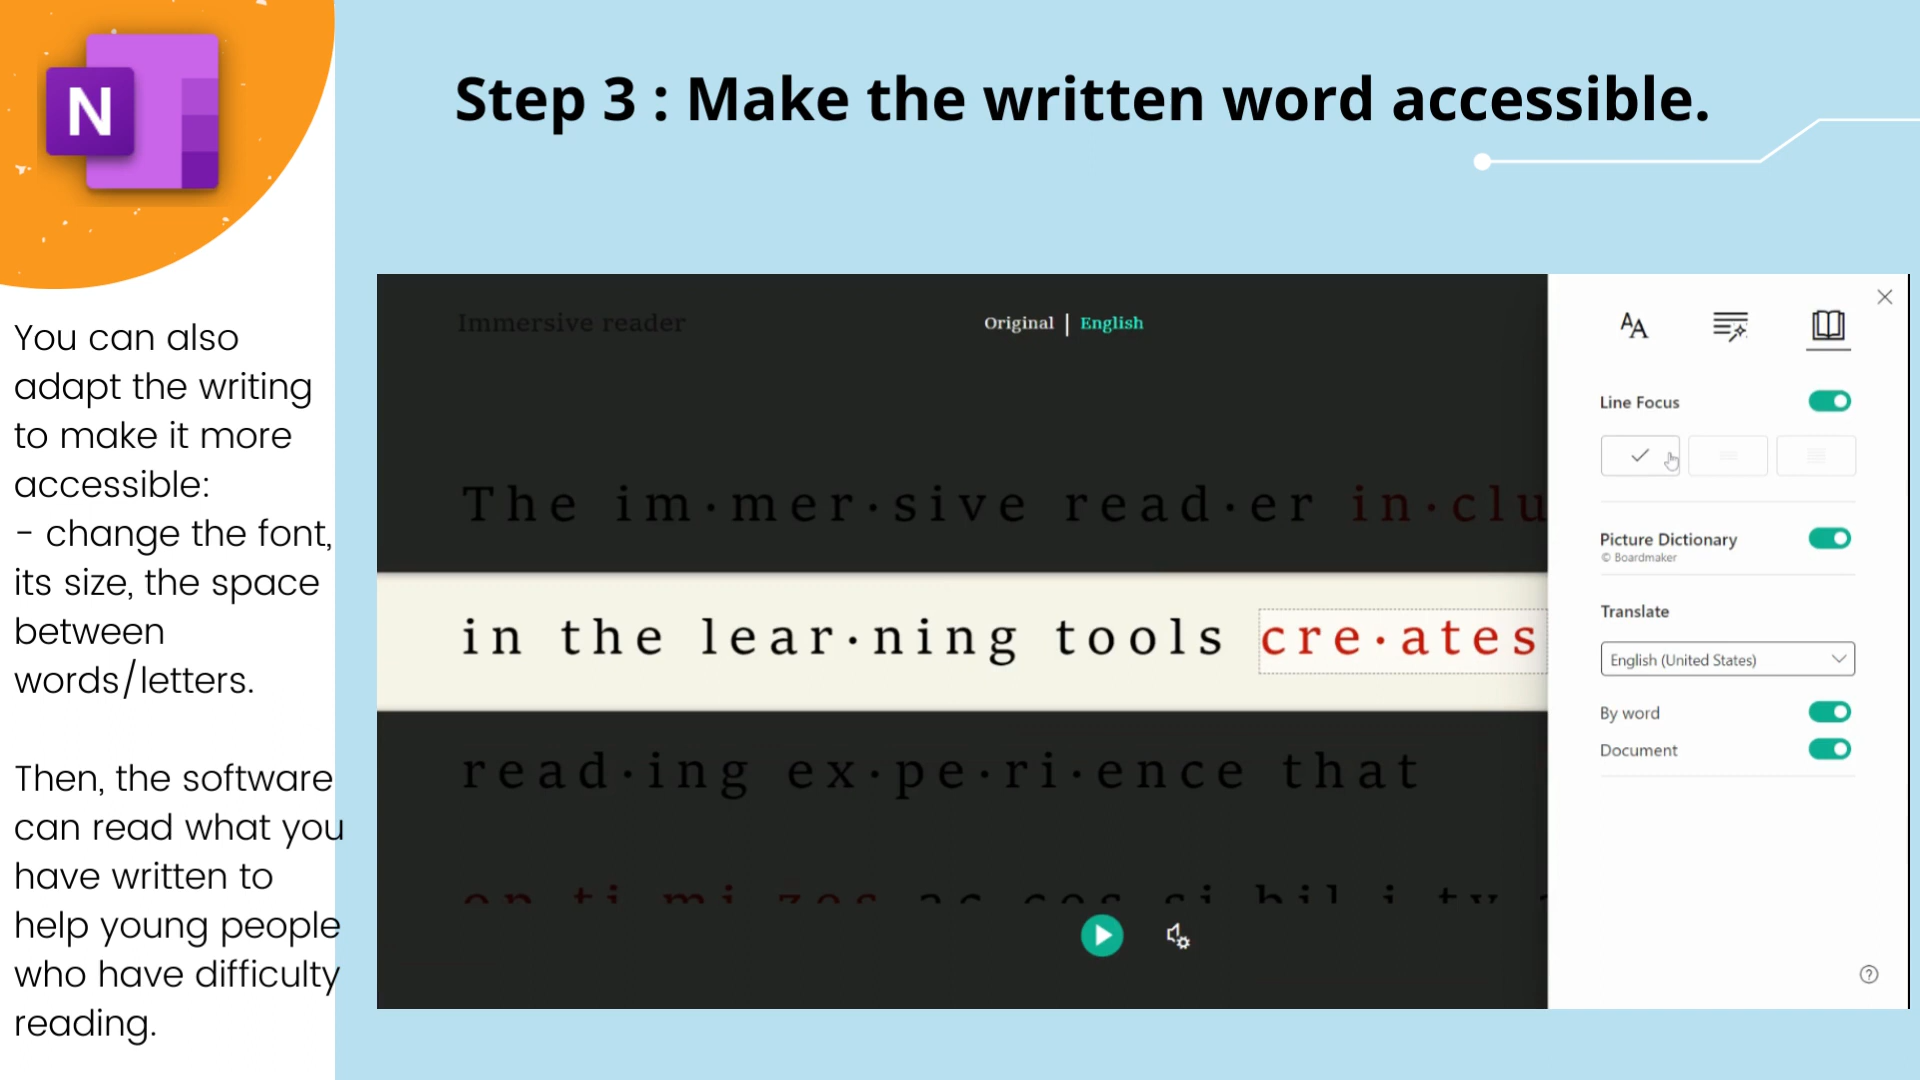 N
Step 3 : Make the written word accessible.
You can also
adapt the writing
to make it more
accessible:
- change the font,
its size, the space
between
words/letters.
Then, the software
can read what you
have written to
help young people
who have difficulty
reading.
Immersive reader
Original | English
The im·mer·sive read·er in·clu
in the lear·ning tools cre·ates
read·ing ex·pe·ri·ence that
AA
Line Focus
Picture Dictionary
© Boardmaker
Translate
English (United States)
By word
Document